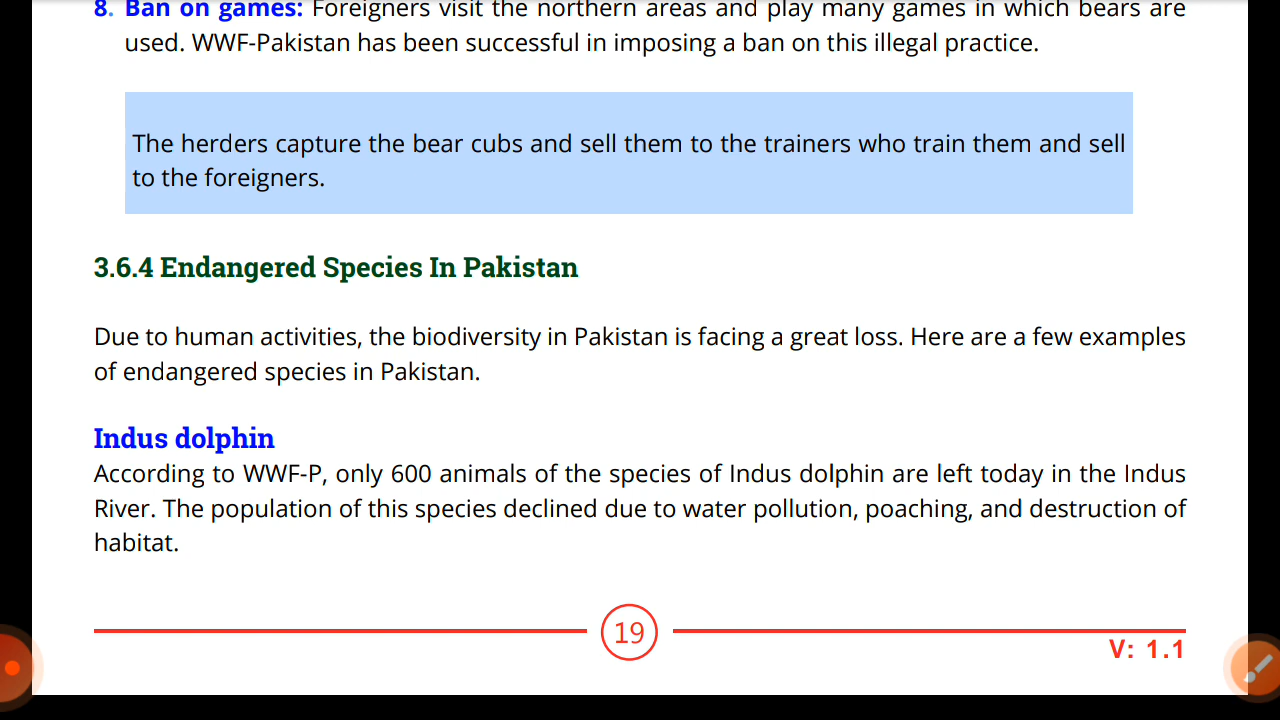 8. Ban on games: Foreigners visit the northern areas and play many games in which bears are
used. WWF-Pakistan has been successful in imposing a ban on this illegal practice.
The herders capture the bear cubs and sell them to the trainers who train them and sell
to the foreigners.
3.6.4 Endangered Species In Pakistan
Due to human activities, the biodiversity in Pakistan is facing a great loss. Here are a few examples
of endangered species in Pakistan.
Indus dolphin
According to WWF-P, only 600 animals of the species of Indus dolphin are left today in the Indus
River. The population of this species declined due to water pollution, poaching, and destruction of
habitat.
19
V: 1.1